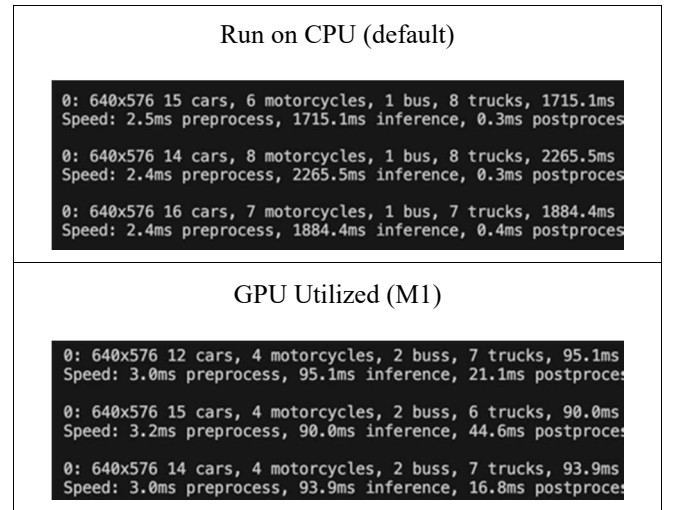 Run on CPU (default)
0: 640x576 15 cars, 6 motorcycles, 1 bus, 8 trucks, 1715.1ms
Speed: 2.5ms preprocess, 1715.1ms inference, 0.3ms postproces
0: 640x576 14 cars, 8 motorcycles, 1 bus, 8 trucks, 2265.5ms
Speed: 2.4ms preprocess, 2265.5ms inference, 0.3ms postproces
0: 640x576 16 cars, 7 motorcycles, 1 bus, 7 trucks, 1884.4ms
Speed: 2.4ms preprocess, 1884.4ms inference, 0.4ms postproces
GPU Utilized (M1)
0: 640x576 12 cars, 4 motorcycles, 2 buss, 7 trucks, 95.1ms
Speed: 3.0ms preprocess, 95.1ms inference, 21.1ms postproces
0: 640x576 15 cars, 4 motorcycles, 2 buss, 6 trucks, 90.0ms
Speed: 3.2ms preprocess, 90.0ms inference, 44.6ms postproces
0: 640x576 14 cars, 4 motorcycles, 2 buss, 7 trucks, 93.9ms
Speed: 3.0ms preprocess, 93.9ms inference, 16.8ms postproces